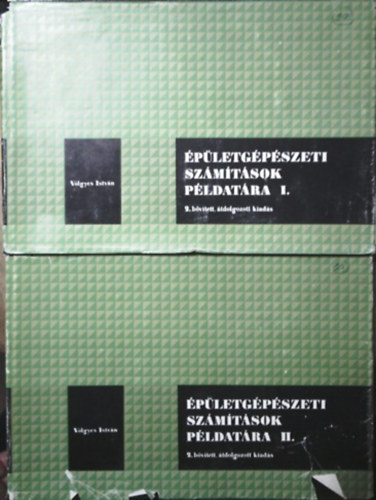 ÉPÜLETGÉPÉSZETI
SZÁMÍTÁSOK
PÉLDATÁRA I.
Völgyes István
2. bővített, átdolgozott kiadás
ÉPÜLETGÉPÉSZETI
SZÁMÍTÁSOK
PÉLDATÁRA II.
Völgyes István
2. bővített, átdolgozott kiadás